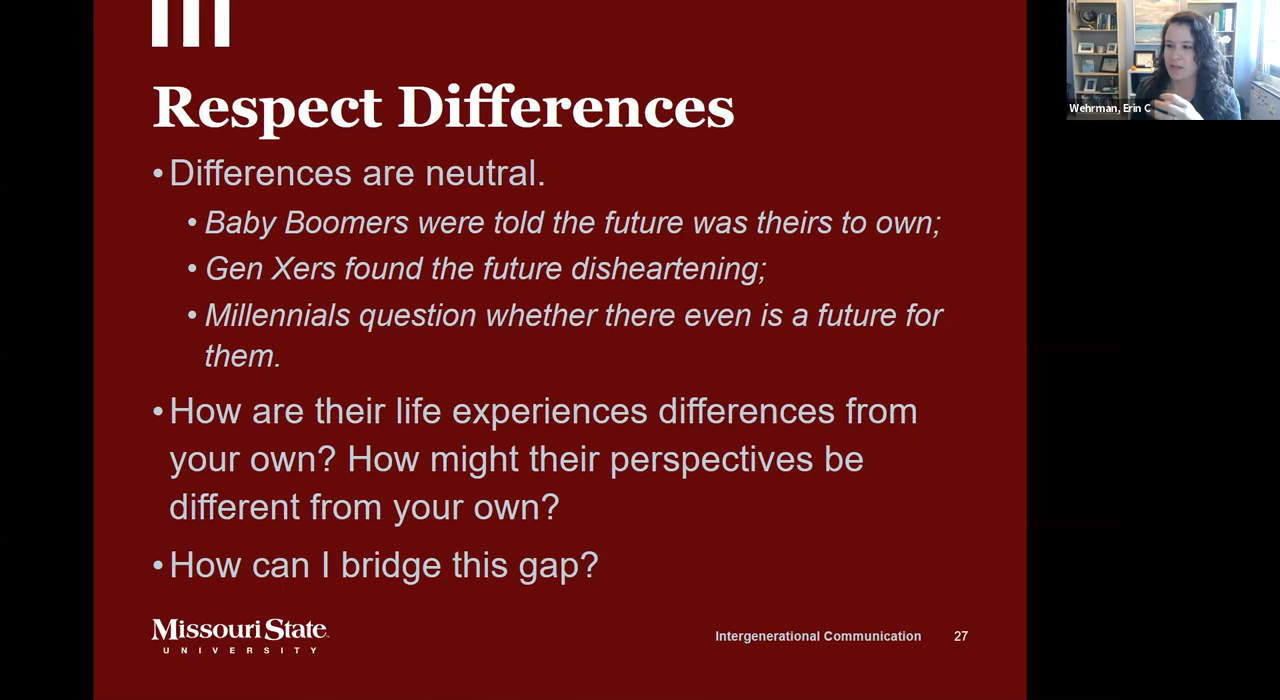 Respect Differences
•Differences are neutral.
•Baby Boomers were told the future was theirs to own;
•Gen Xers found the future disheartening;
•Millennials question whether there even is a future for
them.
•How are their life experiences differences from
your own? How might their perspectives be
different from your own?
•How can I bridge this gap?
Missouri State
UNIVERSITY
Intergenerational Communication 27
Wehrman, Erin C